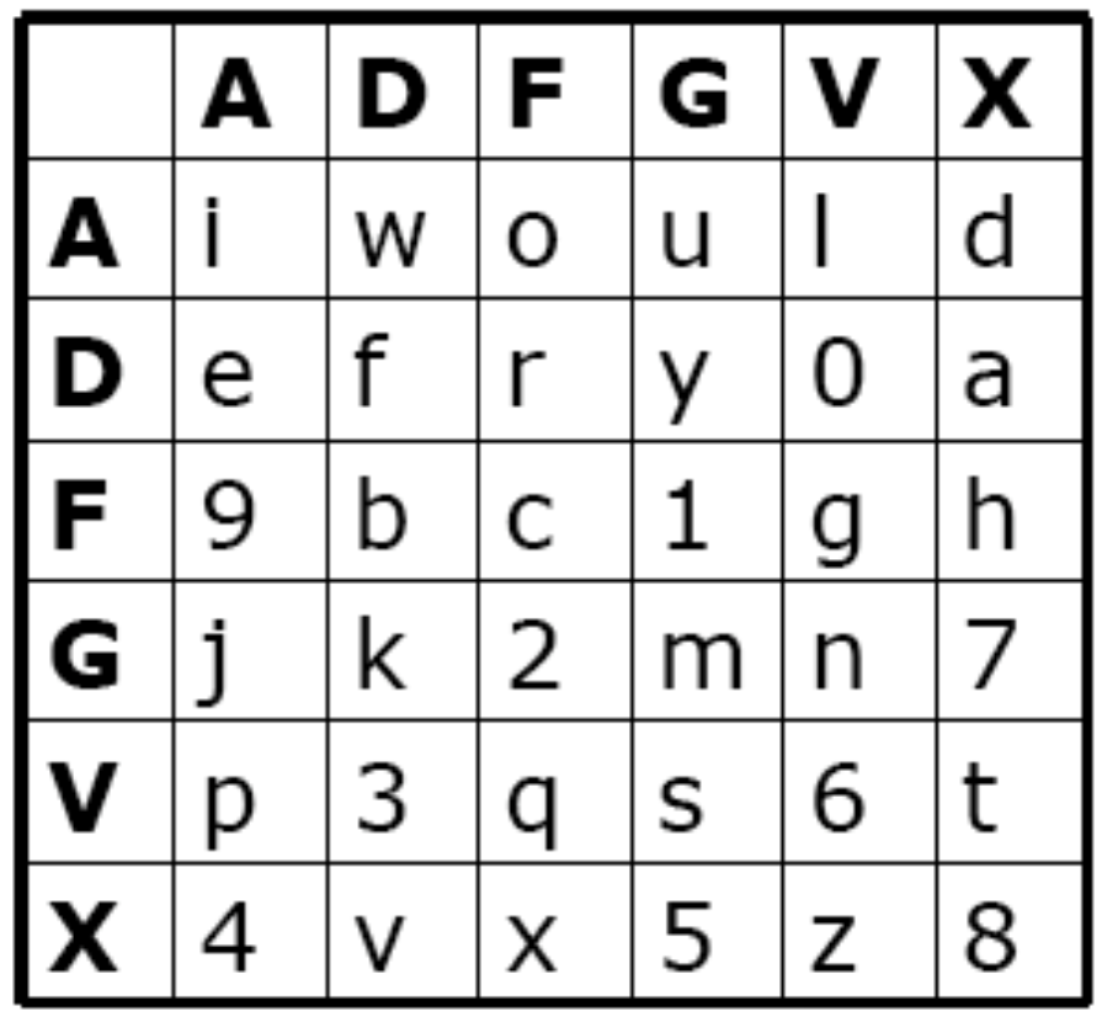 A D F G V X
A i w o u l d
D e f r y 0 a
F 9 b c 1 g h
G j k 2 m n 7
V p 3 q s 6 t
X 4 v x 5 z 8